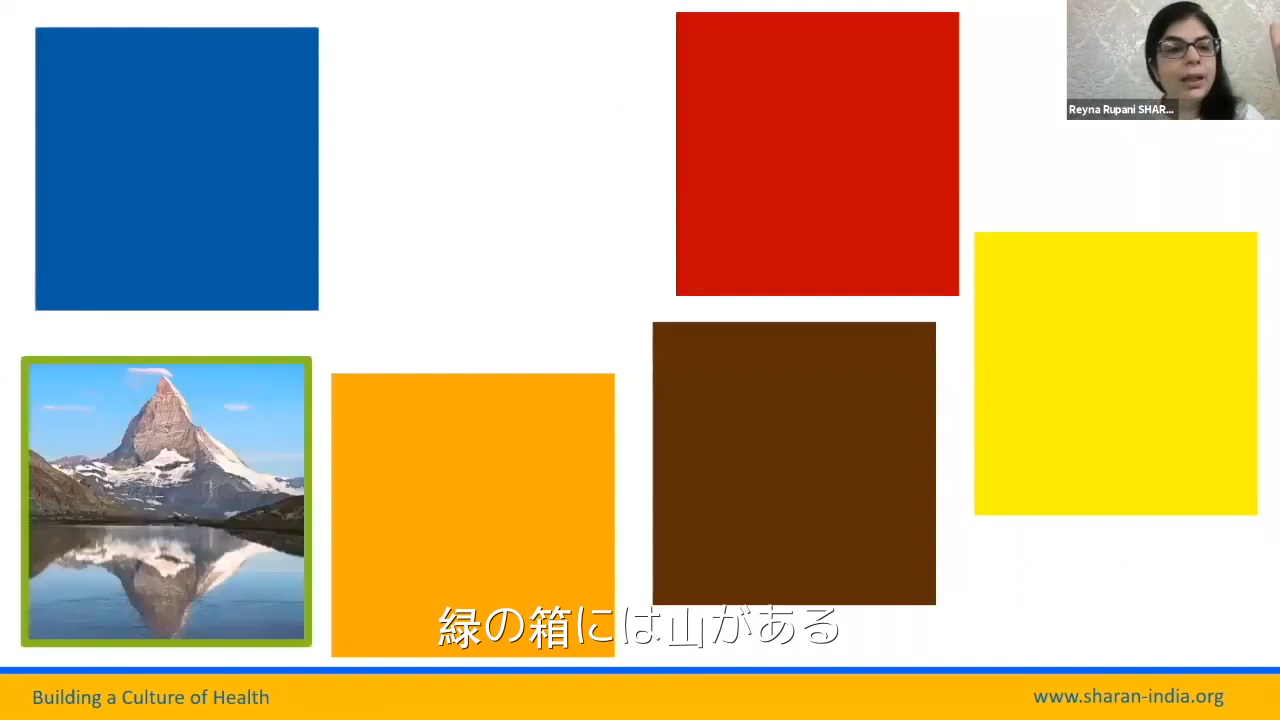 Reyna Rupani SHAR...
緑の箱には山がある
Building a Culture of Health
www.sharan-india.org